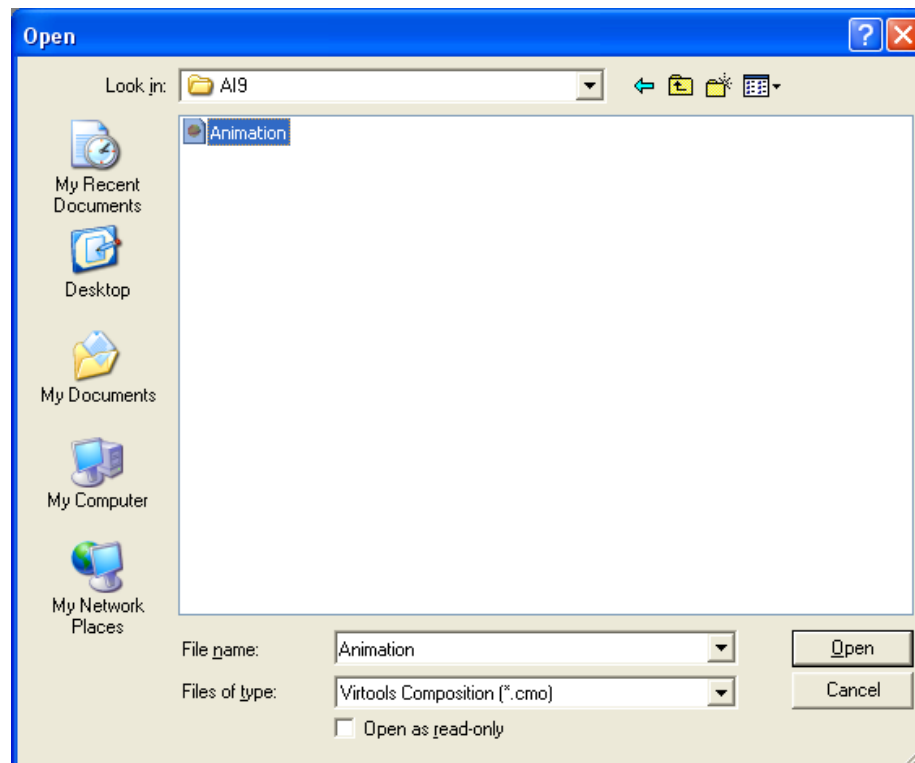 Open
Look in: AI9
Animation
My Recent
Documents
Desktop
My Documents
My Computer
My Network
Places
File name: Animation Open
Files of type: Virtools Composition (*.cmo) Cancel
Open as read-only